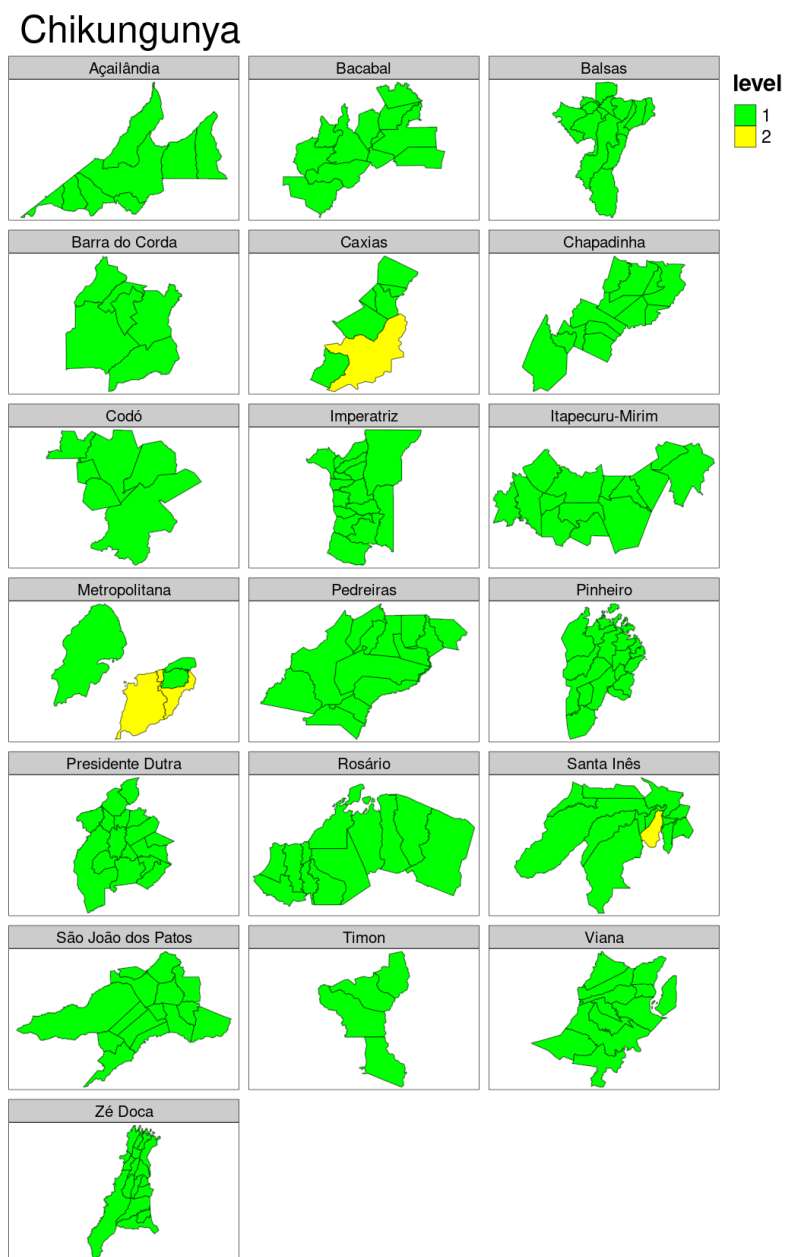 Chikungunya
Açailândia
Bacabal
Balsas
level
1
2
Barra do Corda
Caxias
Chapadinha
Codó
Imperatriz
Itapecuru-Mirim
Metropolitana
Pedreiras
Pinheiro
Presidente Dutra
Rosário
Santa Inês
São João dos Patos
Timon
Viana
Zé Doca